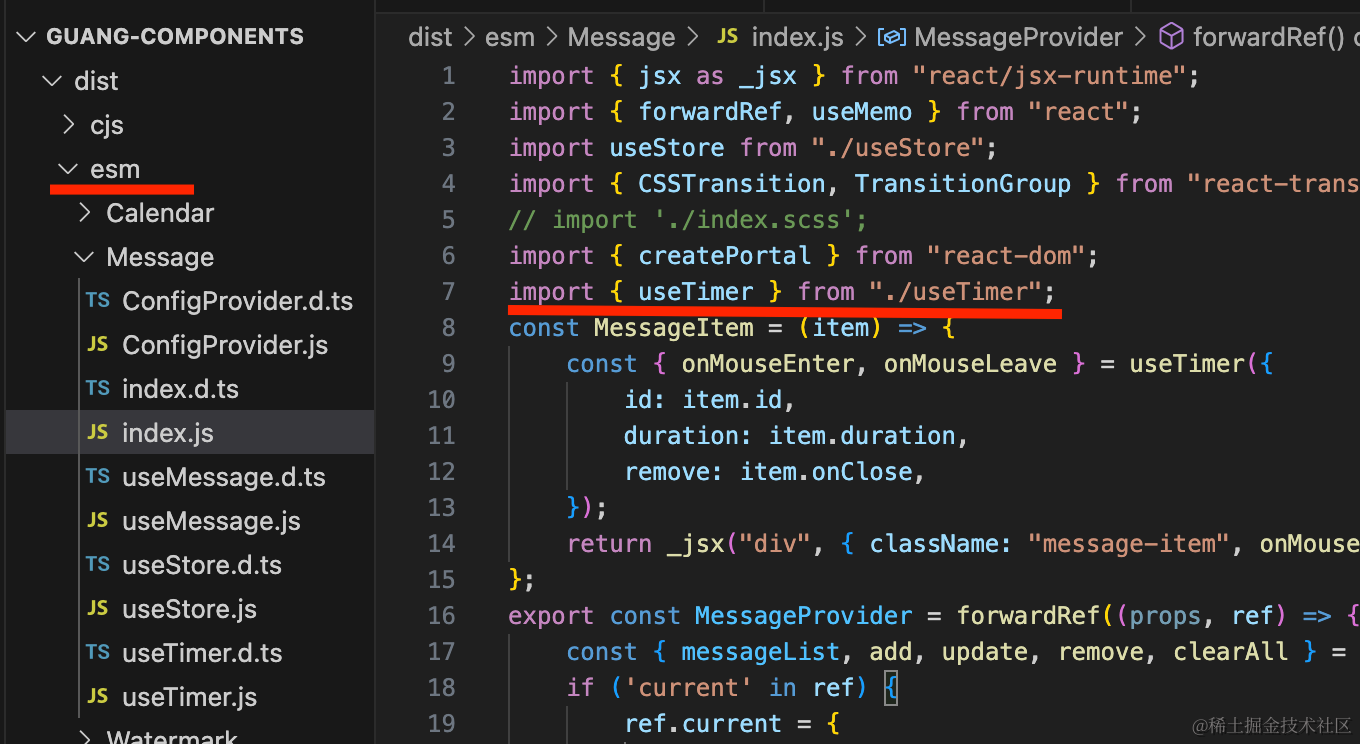 GUANG-COMPONENTS
dist
cjs
esm
Calendar
Message
TS ConfigProvider.d.ts
JS ConfigProvider.js
TS index.d.ts
JS index.js
TS useMessage.d.ts
JS useMessage.js
TS useStore.d.ts
JS useStore.js
TS useTimer.d.ts
JS useTimer.js
Watermark
dist > esm > Message > JS index.js > MessageProvider > forwardRef()
1 import { jsx as _jsx } from "react/jsx-runtime";
2 import { forwardRef, useMemo } from "react";
3 import useStore from "./useStore";
4 import { CSSTransition, TransitionGroup } from "react-trans
5 // import './index.scss';
6 import { createPortal } from "react-dom";
7 import { useTimer } from "./useTimer";
8 const MessageItem = (item) => {
9 const { onMouseEnter, onMouseLeave } = useTimer({
10 id: item.id,
11 duration: item.duration,
12 remove: item.onClose,
13 });
14 return _jsx("div", { className: "message-item", onMouse
15 };
16 export const MessageProvider = forwardRef((props, ref) => {
17 const { messageList, add, update, remove, clearAll } =
18 if ('current' in ref) {
19 ref.current = {
@稀土掘金技术社区